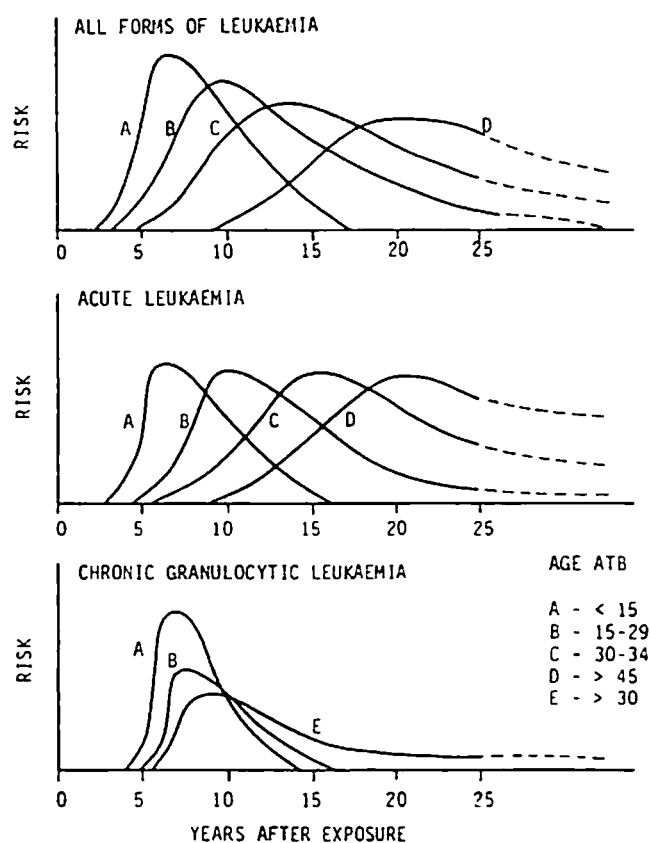 ALL FORMS OF LEUKAEMIA
RISK
A B C D
0 5 10 15 20 25
ACUTE LEUKAEMIA
RISK
A B C D
0 5 10 15 20 25
CHRONIC GRANULOCYTIC LEUKAEMIA
RISK
A B E
AGE ATB
A - < 15
B - 15-29
C - 30-34
D - > 45
E - > 30
0 5 10 15 20 25
YEARS AFTER EXPOSURE